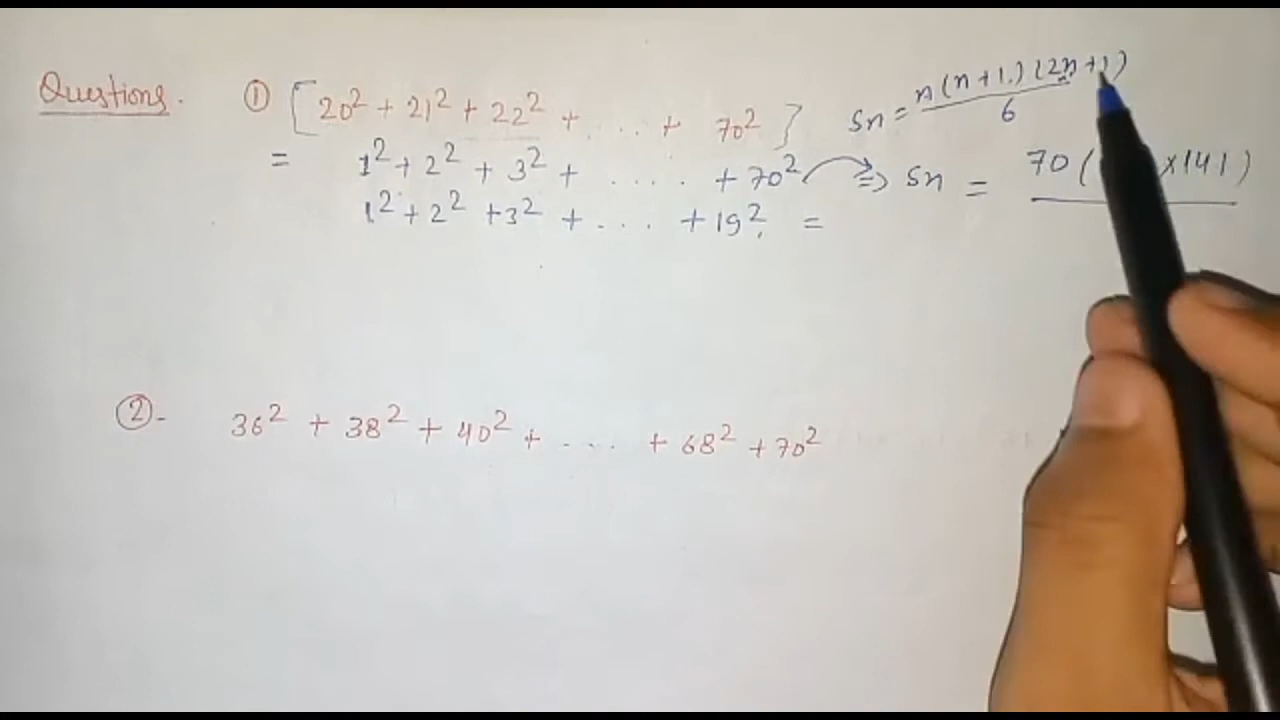 Questions. ① [20² + 21² + 22² + .... + 70²] Sn = n(n+1)(2n+1)/6
= 1² + 2² + 3² + ..... + 70² ⇒ Sn = 70( ×141)
1² + 2² + 3² + .... + 19² =
②- 36² + 38² + 40² + .... + 68² + 70²